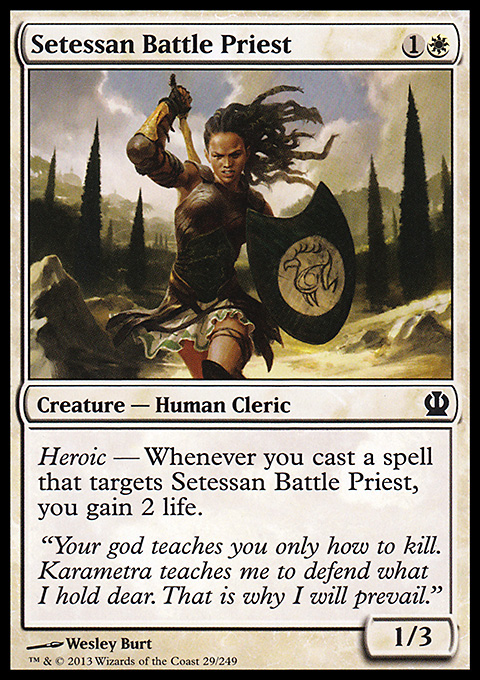 Setessan Battle Priest 1
Creature — Human Cleric
Heroic — Whenever you cast a spell
that targets Setessan Battle Priest,
you gain 2 life.
“Your god teaches you only how to kill.
Karametra teaches me to defend what
I hold dear. That is why I will prevail.”
Wesley Burt
1/3
™ & © 2013 Wizards of the Coast 29/249